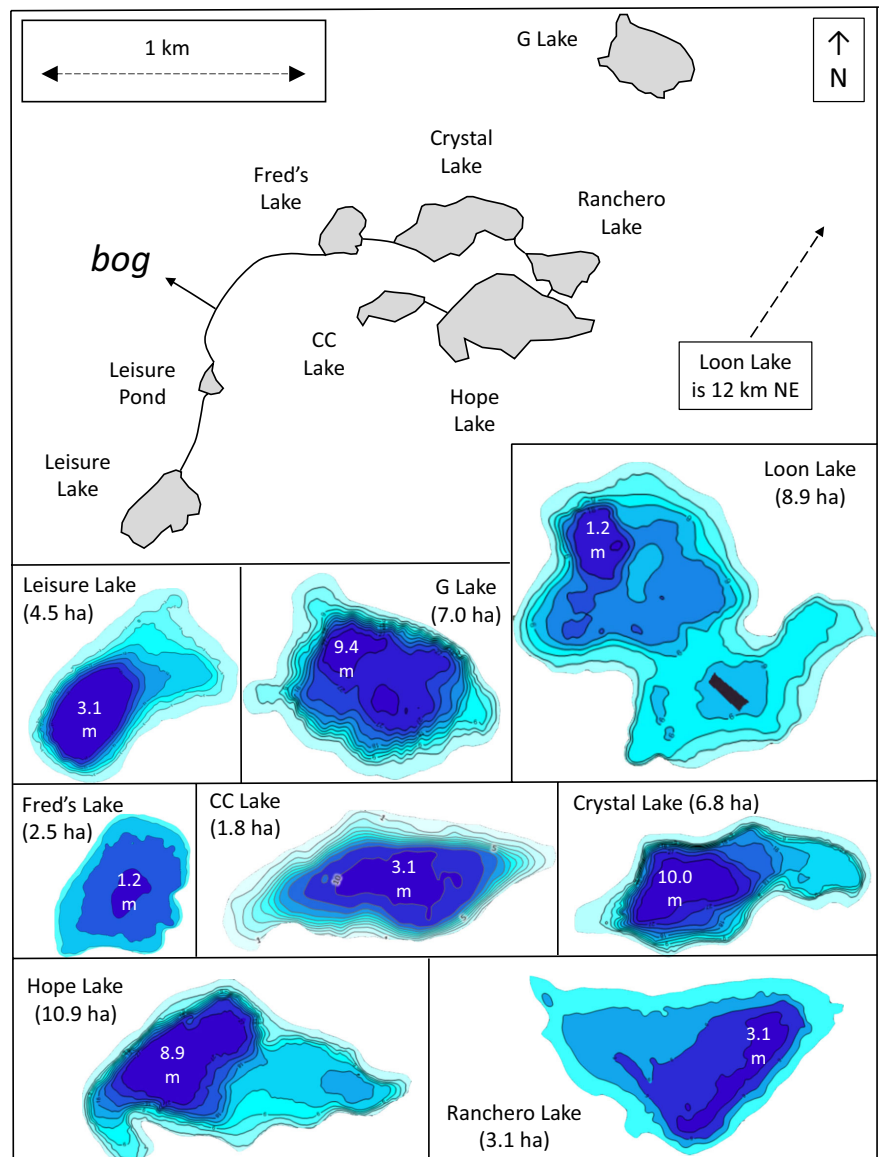 1 km
G Lake
↑
N
Crystal
Lake
Fred's
Lake
Ranchero
Lake
bog
CC
Lake
Leisure
Pond
Hope
Lake
Loon Lake
is 12 km NE
Leisure
Lake
Loon Lake
(8.9 ha)
1.2
m
Leisure Lake
(4.5 ha)
3.1
m
G Lake
(7.0 ha)
9.4
m
Fred's Lake
(2.5 ha)
1.2
m
CC Lake
(1.8 ha)
3.1
m
Crystal Lake (6.8 ha)
10.0
m
Hope Lake
(10.9 ha)
8.9
m
3.1
m
Ranchero Lake
(3.1 ha)